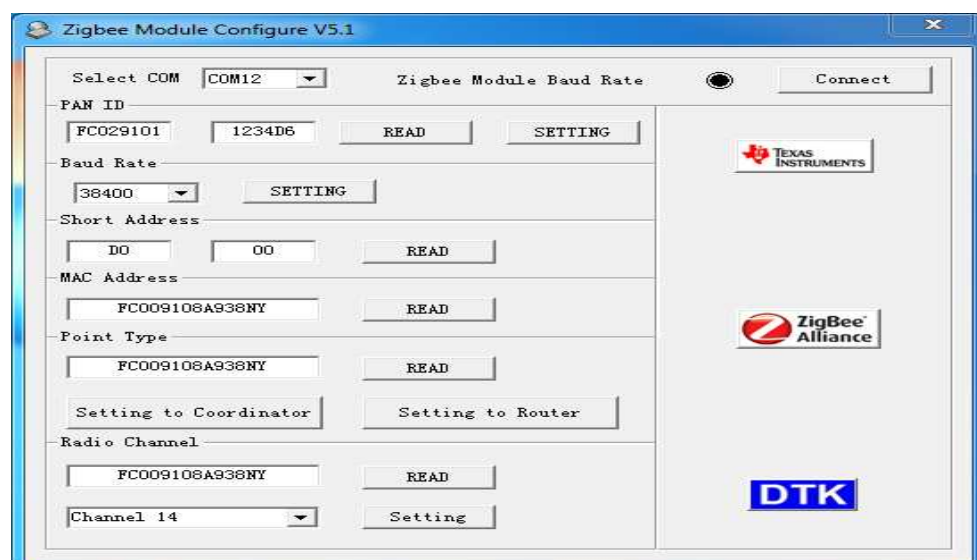 Zigbee Module Configure V5.1
Select COM COM12 Zigbee Module Baud Rate Connect
PAN ID
FC029101 1234D6 READ SETTING
TEXAS INSTRUMENTS
Baud Rate
38400 SETTING
Short Address
D0 00 READ
MAC Address
FC009108A938NY READ
ZigBee Alliance
Point Type
FC009108A938NY READ
Setting to Coordinator Setting to Router
Radio Channel
FC009108A938NY READ
DTK
Channel 14 Setting